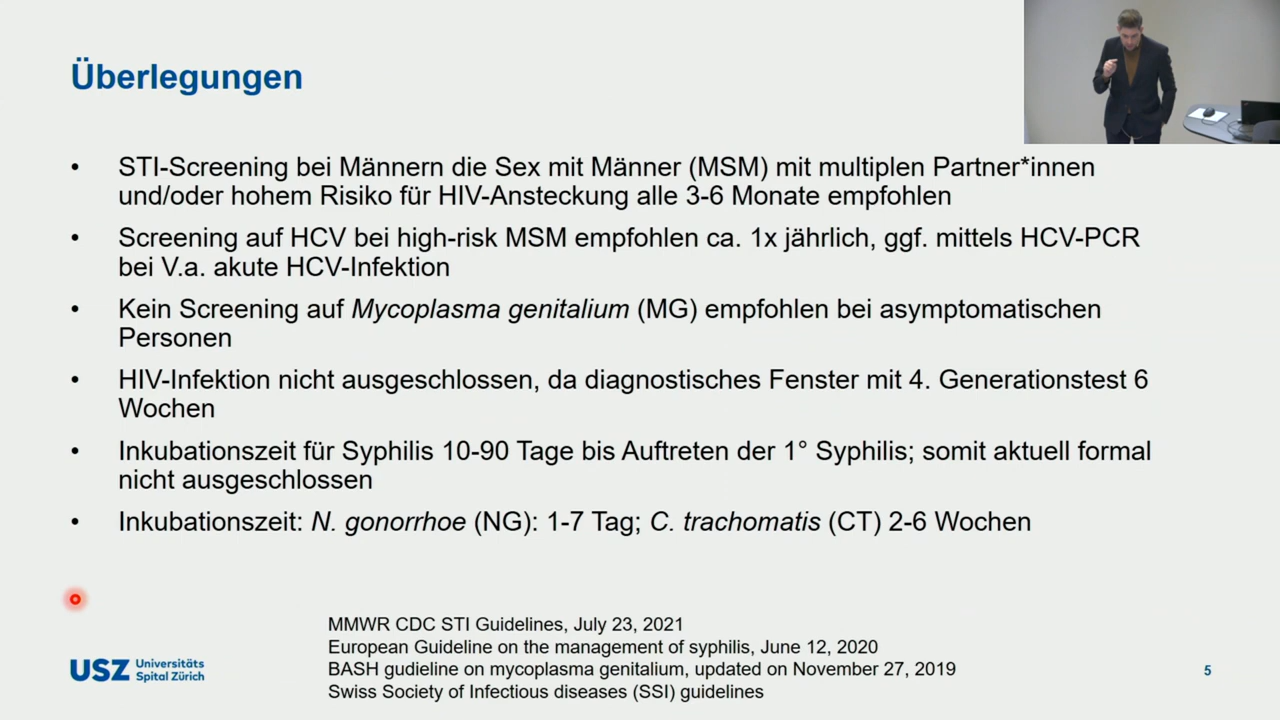 Überlegungen
• STI-Screening bei Männern die Sex mit Männer (MSM) mit multiplen Partner*innen
und/oder hohem Risiko für HIV-Ansteckung alle 3-6 Monate empfohlen
• Screening auf HCV bei high-risk MSM empfohlen ca. 1x jährlich, ggf. mittels HCV-PCR
bei V.a. akute HCV-Infektion
• Kein Screening auf Mycoplasma genitalium (MG) empfohlen bei asymptomatischen
Personen
• HIV-Infektion nicht ausgeschlossen, da diagnostisches Fenster mit 4. Generationstest 6
Wochen
• Inkubationszeit für Syphilis 10-90 Tage bis Auftreten der 1° Syphilis; somit aktuell formal
nicht ausgeschlossen
• Inkubationszeit: N. gonorrhoe (NG): 1-7 Tag; C. trachomatis (CT) 2-6 Wochen
MMWR CDC STI Guidelines, July 23, 2021
European Guideline on the management of syphilis, June 12, 2020
BASH gudieline on mycoplasma genitalium, updated on November 27, 2019
Swiss Society of Infectious diseases (SSI) guidelines
USZ Universitäts
Spital Zürich
5